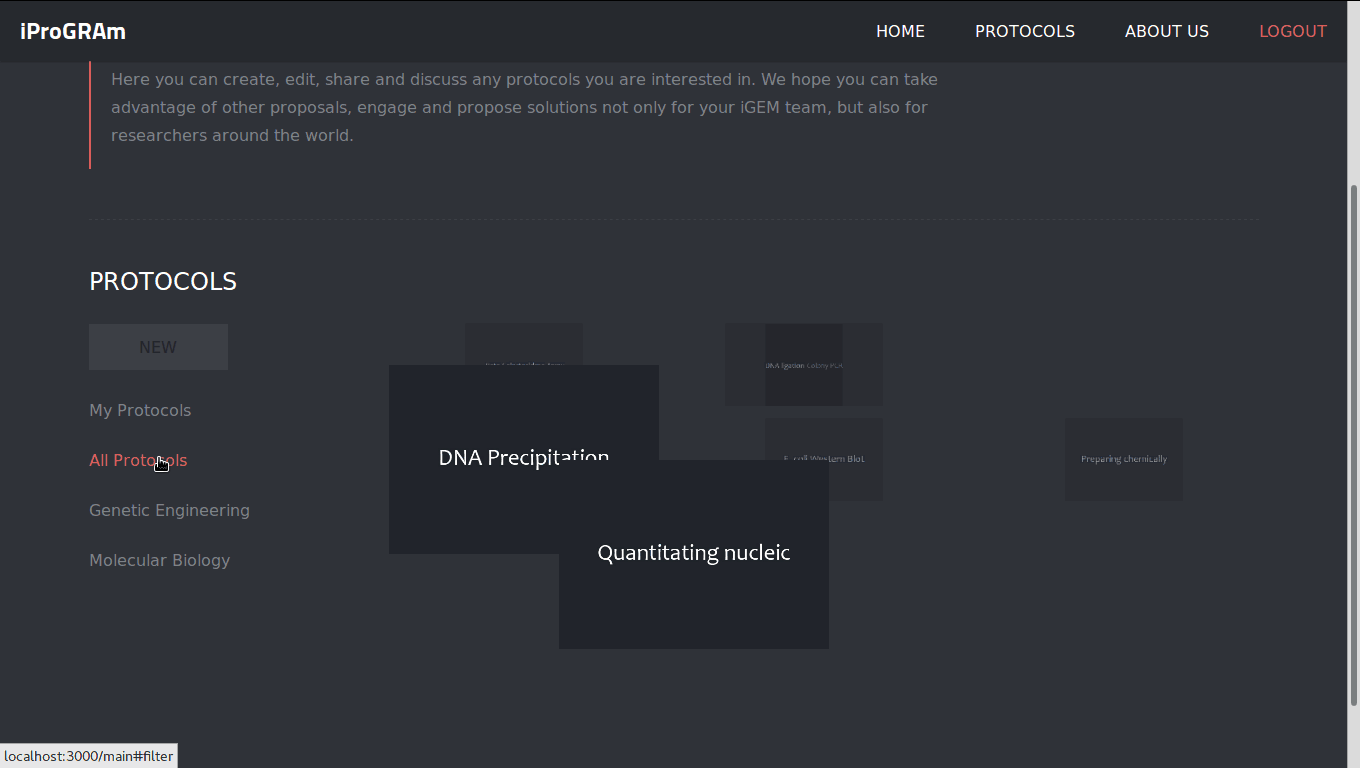 iProGRAm
HOME
PROTOCOLS
ABOUT US
LOGOUT
Here you can create, edit, share and discuss any protocols you are interested in. We hope you can take
advantage of other proposals, engage and propose solutions not only for your iGEM team, but also for
researchers around the world.
PROTOCOLS
NEW
My Protocols
All Protocols
Genetic Engineering
Molecular Biology
DNA ligation Colony PCR
DNA Precipitation
E. coli Western Blot
Preparing chemically
Quantitating nucleic
localhost:3000/main#filter